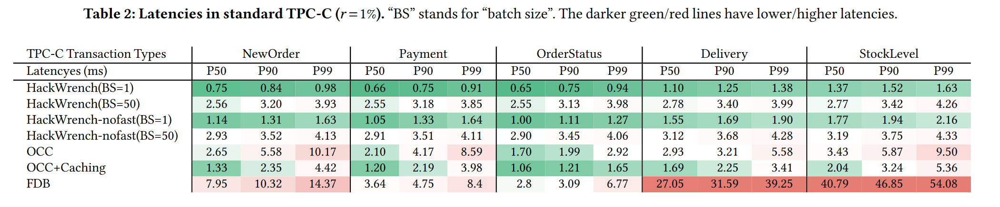 Table 2: Latencies in standard TPC-C (r = 1%). “BS” stands for “batch size”. The darker green/red lines have lower/higher latencies.
TPC-C Transaction Types NewOrder Payment OrderStatus Delivery StockLevel
Latencyes (ms) P50 P90 P99 P50 P90 P99 P50 P90 P99 P50 P90 P99 P50 P90 P99
HackWrench(BS=1) 0.75 0.84 0.98 0.66 0.75 0.91 0.65 0.75 0.94 1.10 1.25 1.38 1.37 1.52 1.63
HackWrench(BS=50) 2.56 3.20 3.93 2.55 3.18 3.85 2.55 3.13 3.98 2.78 3.40 3.99 2.77 3.42 4.26
HackWrench-nofast(BS=1) 1.14 1.31 1.63 1.05 1.33 1.64 1.00 1.11 1.27 1.55 1.69 1.90 1.77 1.94 2.16
HackWrench-nofast(BS=50) 2.93 3.52 4.13 2.91 3.51 4.11 2.90 3.45 4.06 3.12 3.68 4.28 3.19 3.75 4.33
OCC 2.65 5.58 10.17 2.10 4.17 8.59 1.70 1.99 2.92 2.93 3.21 5.58 3.43 5.87 9.50
OCC+Caching 1.33 2.35 4.42 1.20 2.19 3.98 1.06 1.21 1.65 1.69 2.25 3.41 2.04 3.24 5.36
FDB 7.95 10.32 14.37 3.64 4.75 8.4 2.8 3.09 6.77 27.05 31.59 39.25 40.79 46.85 54.08